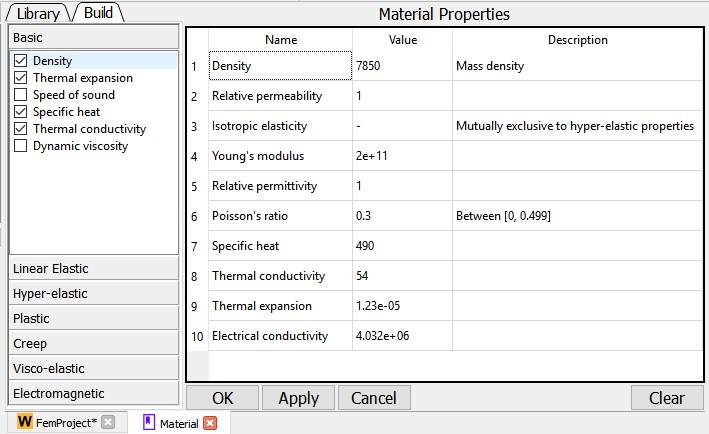 Library Build Material Properties
Basic
Density
Thermal expansion
Speed of sound
Specific heat
Thermal conductivity
Dynamic viscosity
Linear Elastic
Hyper-elastic
Plastic
Creep
Visco-elastic
Electromagnetic
Name Value Description
1 Density 7850 Mass density
2 Relative permeability 1
3 Isotropic elasticity - Mutually exclusive to hyper-elastic properties
4 Young's modulus 2e+11
5 Relative permittivity 1
6 Poisson's ratio 0.3 Between [0, 0.499]
7 Specific heat 490
8 Thermal conductivity 54
9 Thermal expansion 1.23e-05
10 Electrical conductivity 4.032e+06
OK Apply Cancel Clear
W FemProject* Material